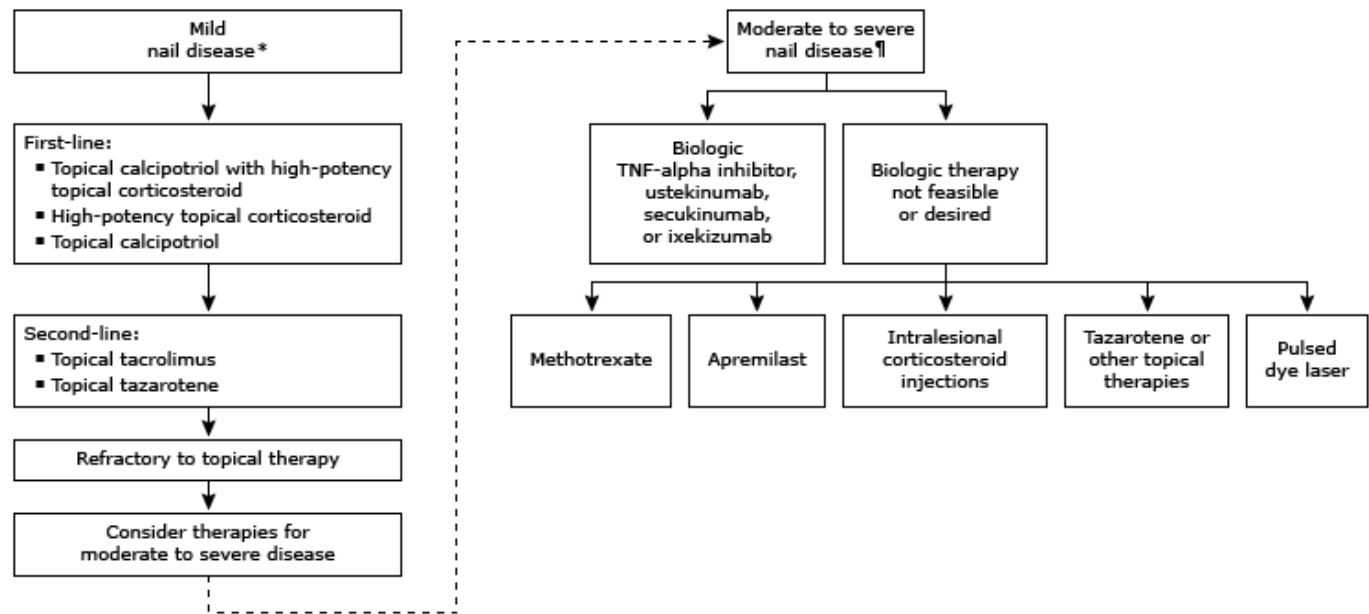 Mild
nail disease*
First-line:
▪ Topical calcipotriol with high-potency
topical corticosteroid
▪ High-potency topical corticosteroid
▪ Topical calcipotriol
Second-line:
▪ Topical tacrolimus
▪ Topical tazarotene
Refractory to topical therapy
Consider therapies for
moderate to severe disease
Moderate to severe
nail disease¶
Biologic
TNF-alpha inhibitor,
ustekinumab,
secukinumab,
or ixekizumab
Biologic therapy
not feasible
or desired
Methotrexate
Apremilast
Intralesional
corticosteroid
injections
Tazarotene or
other topical
therapies
Pulsed
dye laser